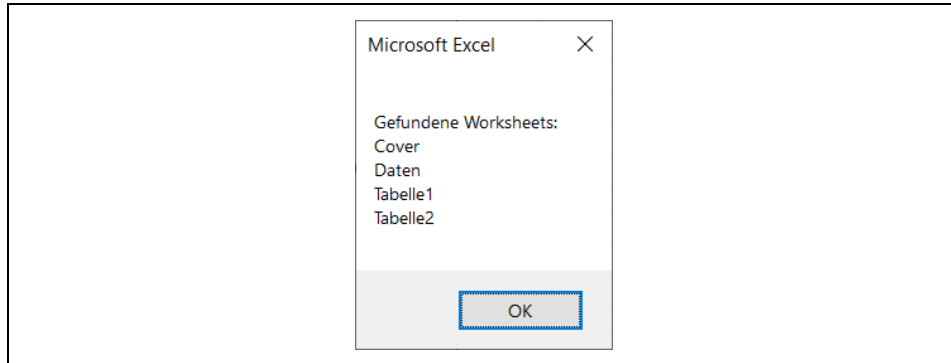 Microsoft Excel
Gefundene Worksheets:
Cover
Daten
Tabelle1
Tabelle2
OK